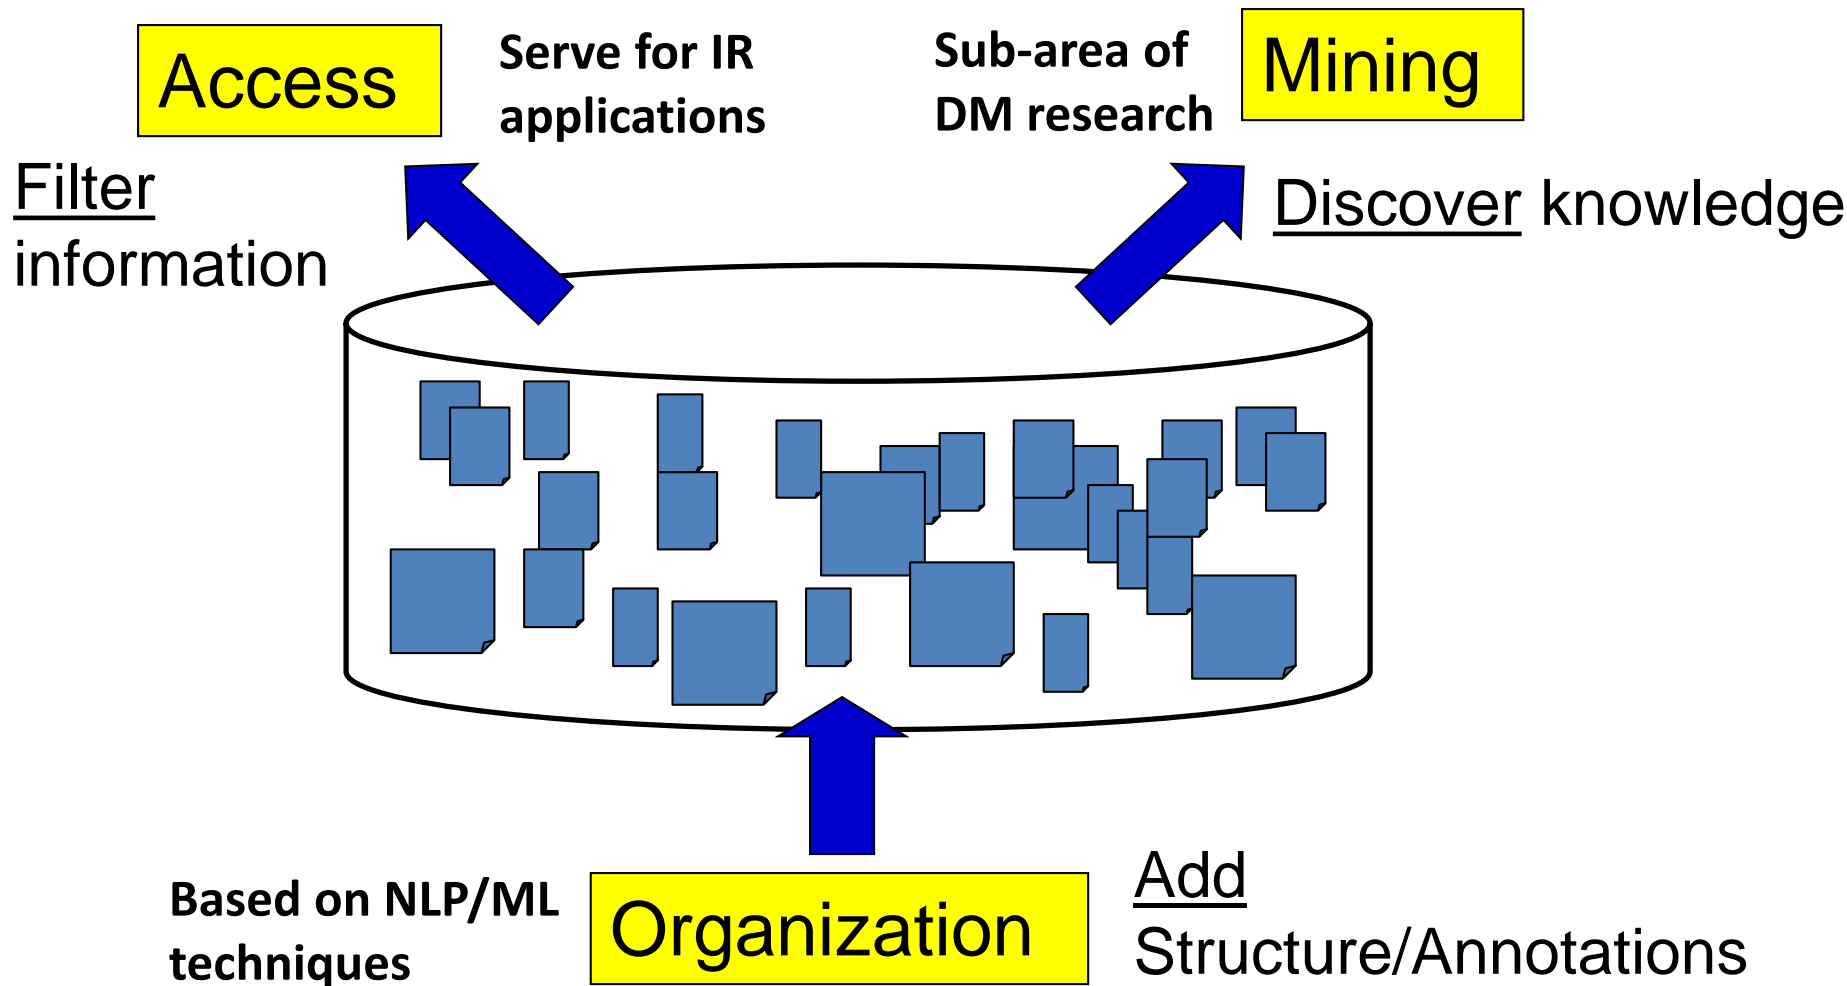 Access
Serve for IR
applications
Sub-area of
DM research
Mining
Filter
information
Discover knowledge
Based on NLP/ML
techniques
Organization
Add
Structure/Annotations